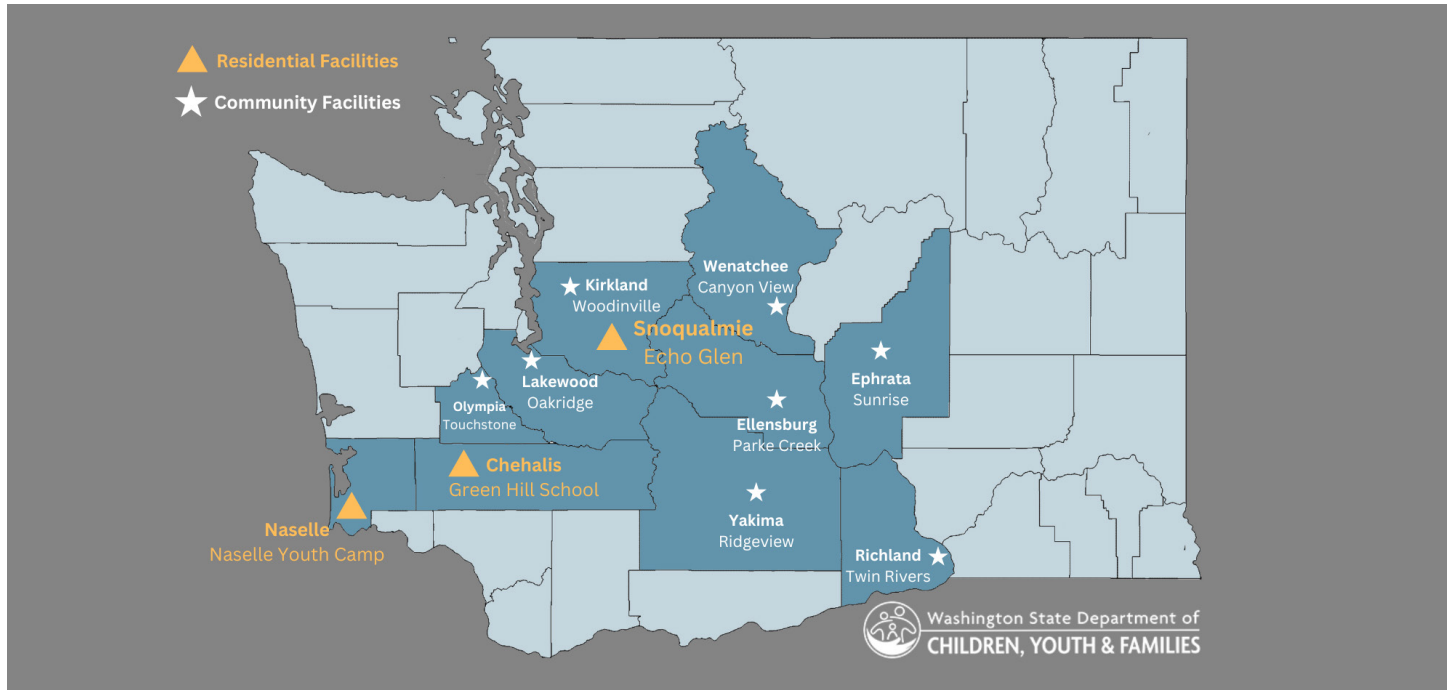 Residential Facilities
Community Facilities
Wenatchee
Canyon View
Kirkland
Woodinville
Snoqualmie
Echo Glen
Lakewood
Oakridge
Ephrata
Sunrise
Olympia
Touchstone
Ellensburg
Parke Creek
Chehalis
Green Hill School
Naselle
Naselle Youth Camp
Yakima
Ridgeview
Richland
Twin Rivers
Washington State Department of
CHILDREN, YOUTH & FAMILIES